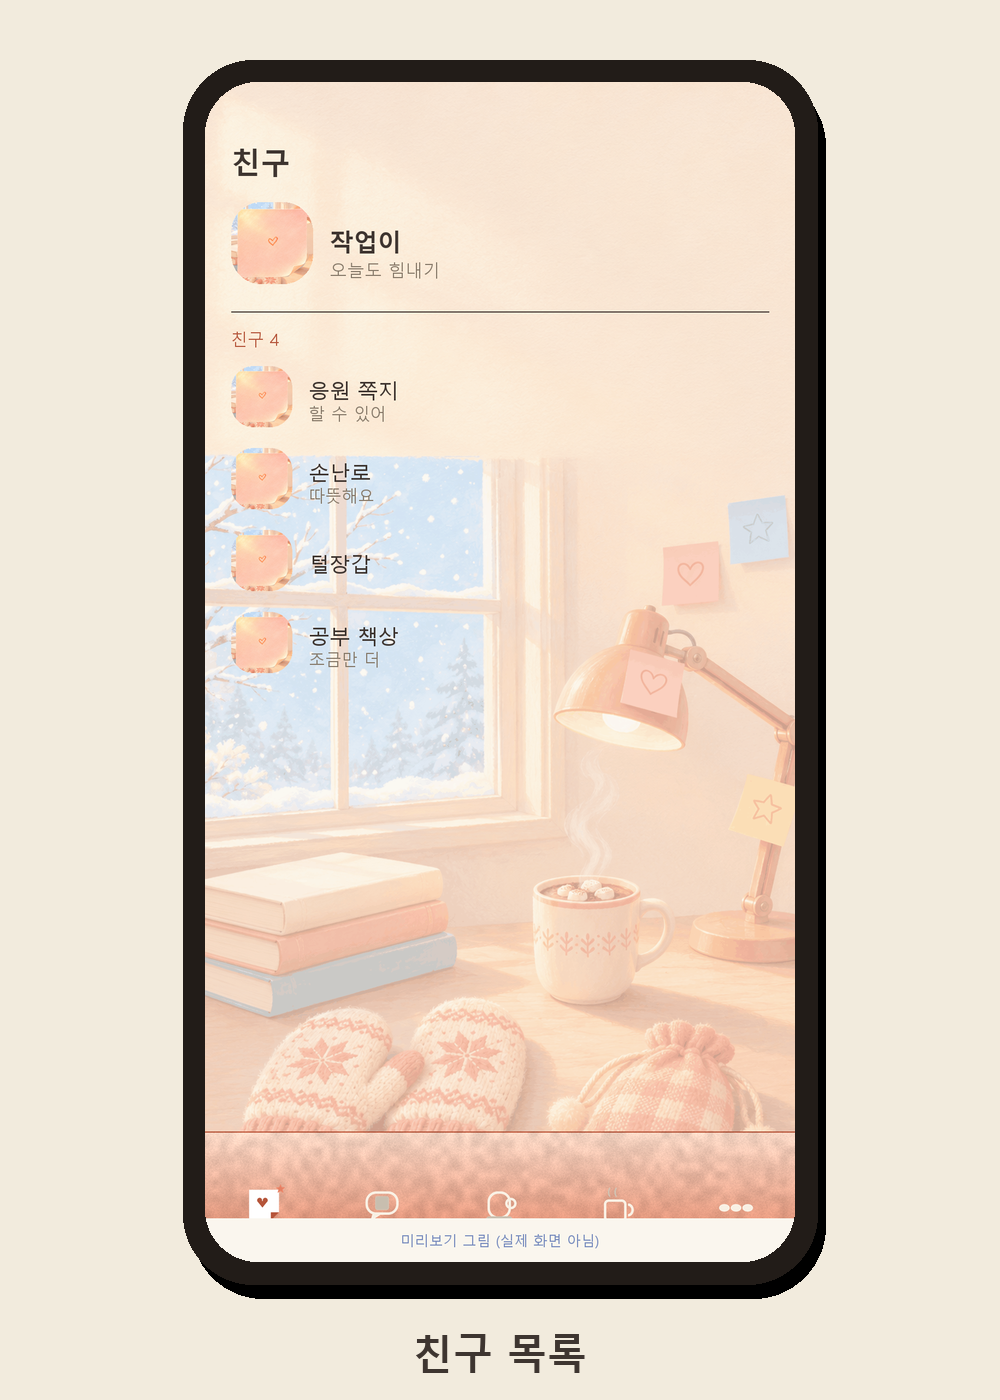 친구
작업이
오늘도 힘내기
친구 4
응원 쪽지
할 수 있어
손난로
따뜻해요
털장갑
공부 책상
조금만 더
미리보기 그림 (실제 화면 아님)
친구 목록